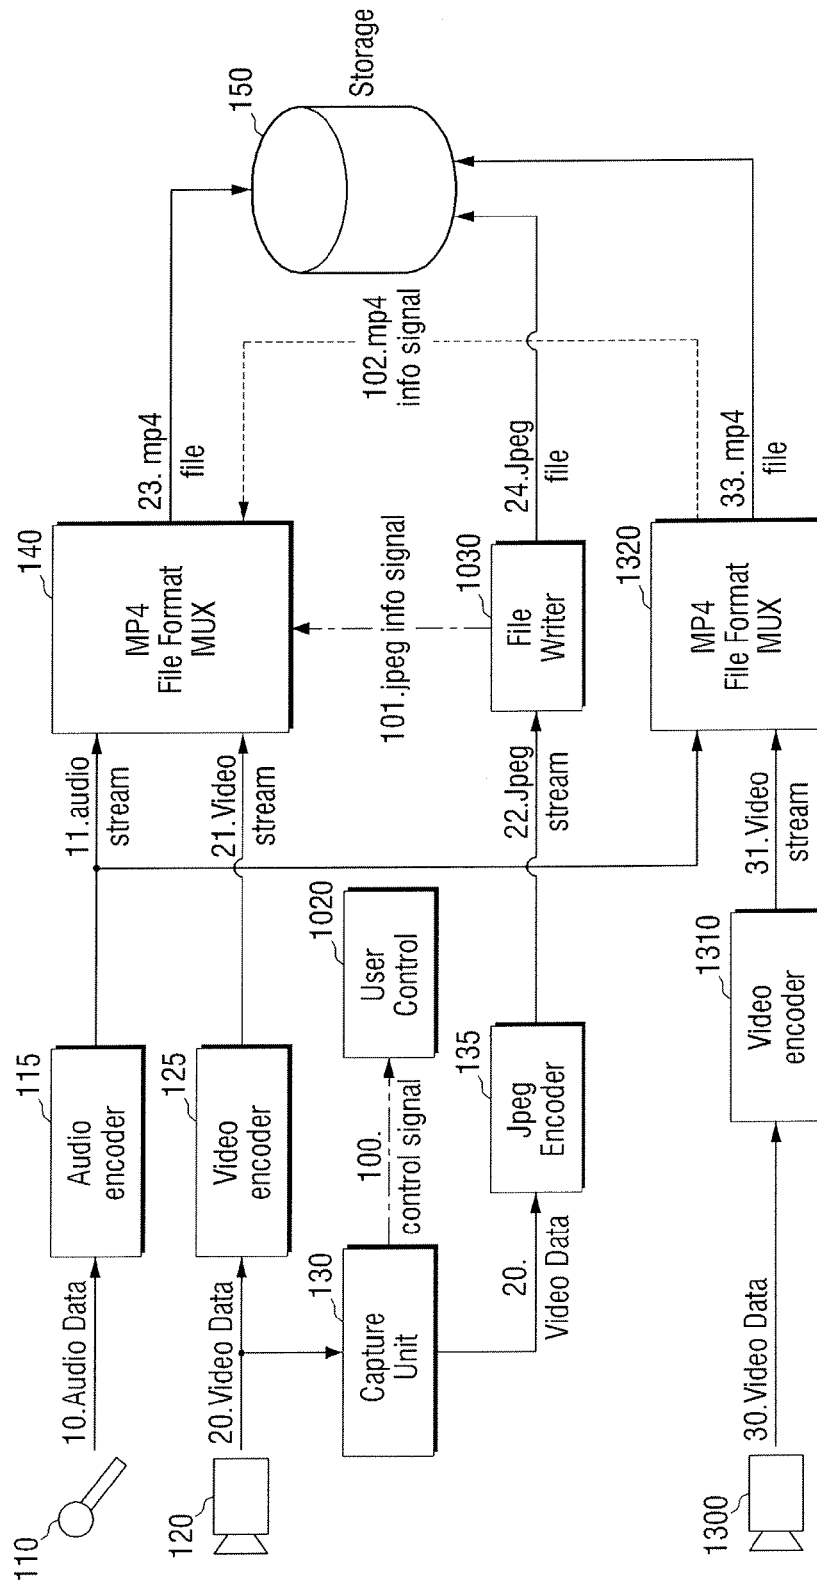 110
10.Audio Data
115
Audio
encoder
11.audio
stream
140
MP4
File Format
MUX
23. mp4
file
150
Storage
120
20.Video Data
125
Video
encoder
21.Video
stream
102.mp4
info signal
130
Capture
Unit
100.
control signal
1020
User
Control
101.jpeg info signal
20.
Video Data
135
Jpeg
Encoder
22.Jpeg
stream
1030
File
Writer
24.Jpeg
file
1300
30.Video Data
1310
Video
encoder
31.Video
stream
1320
MP4
File Format
MUX
33. mp4
file